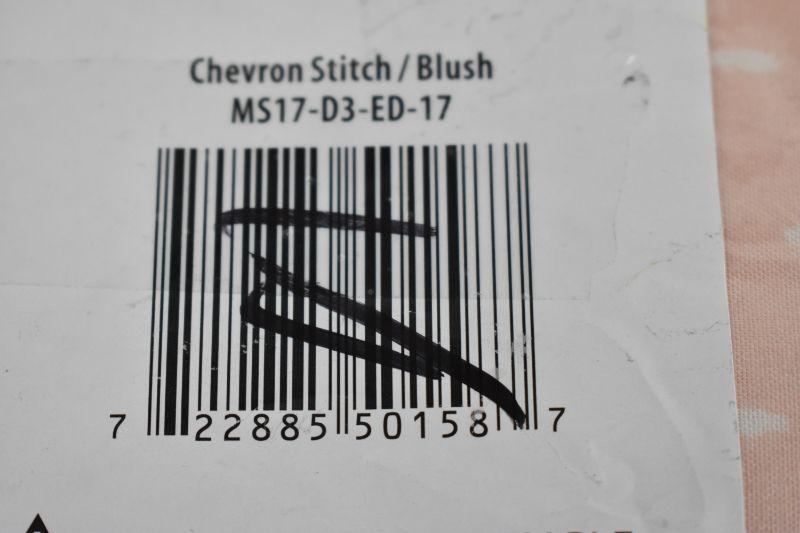 Chevron Stitch / Blush
MS17-D3-ED-17
7 22885 50158 7